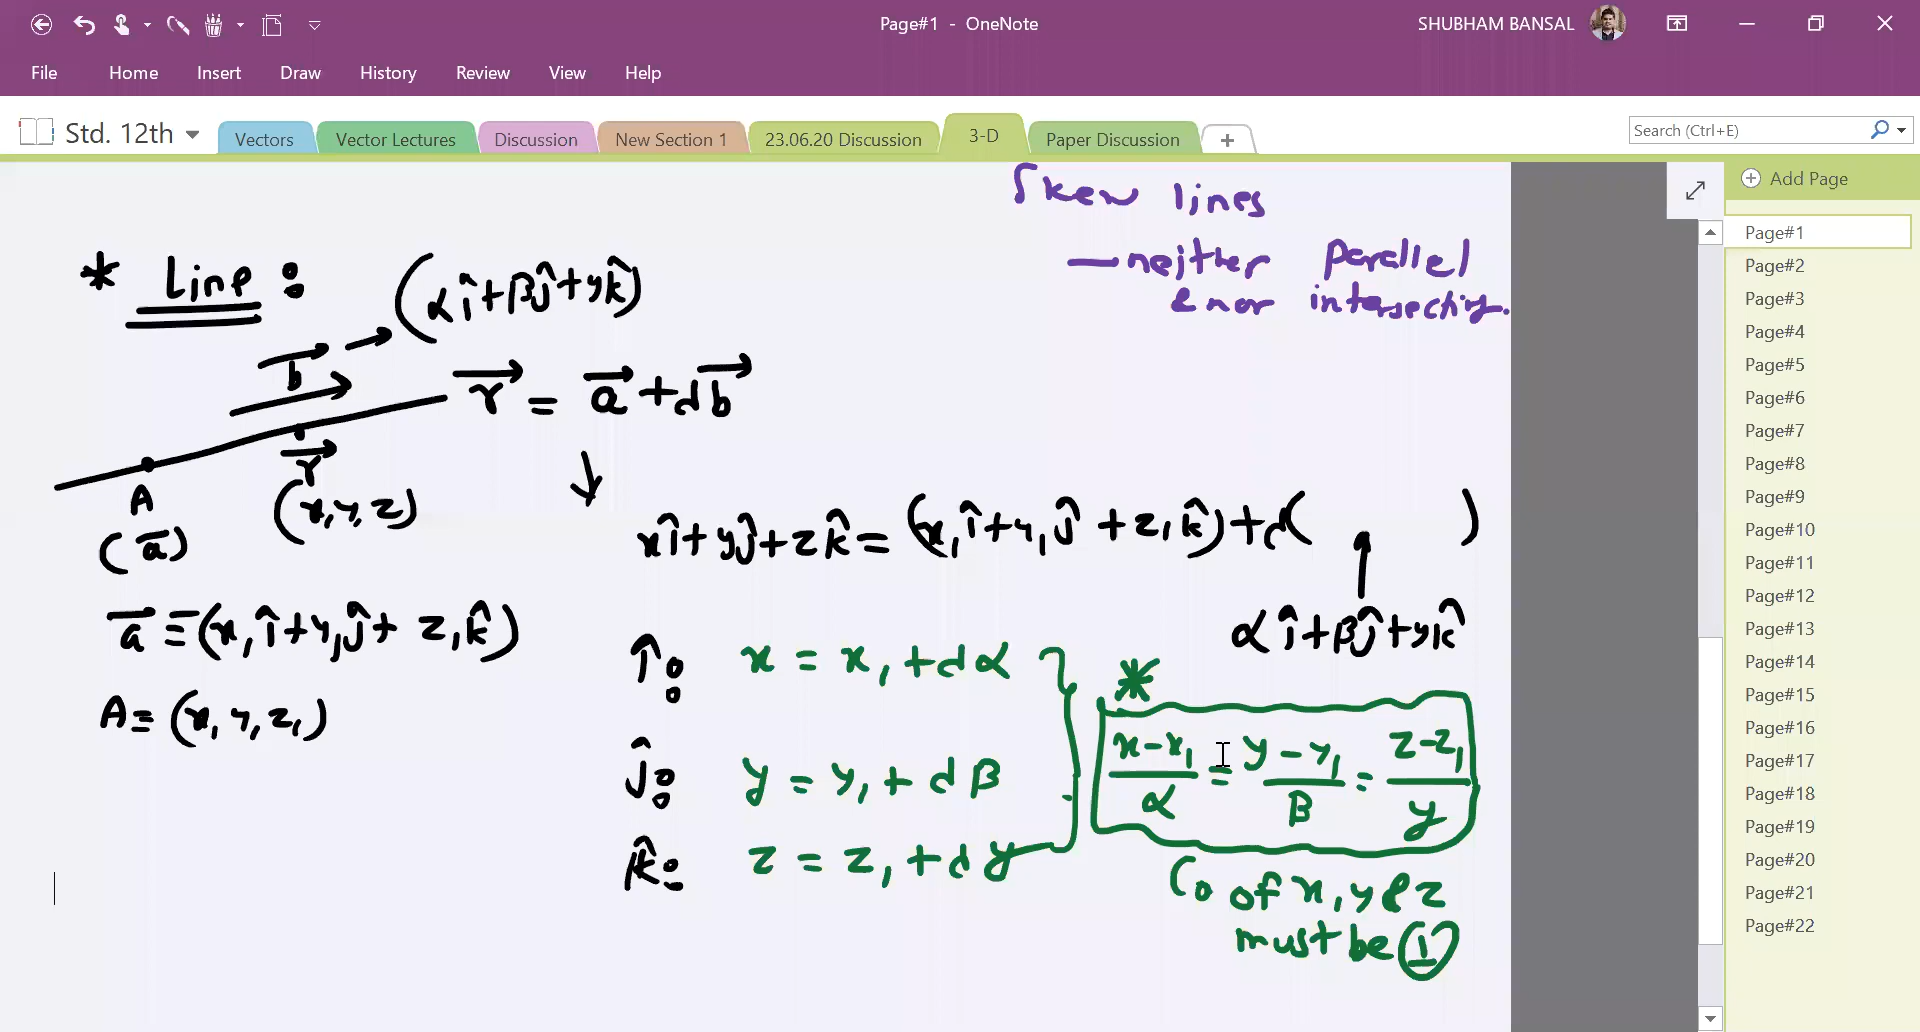 Page#1 - OneNote
SHUBHAM BANSAL
File Home Insert Draw History Review View Help
Std. 12th
Vectors
Vector Lectures
Discussion
New Section 1
23.06.20 Discussion
3-D
Paper Discussion
+
Search (Ctrl+E)
Add Page
Page#1
Page#2
Page#3
Page#4
Page#5
Page#6
Page#7
Page#8
Page#9
Page#10
Page#11
Page#12
Page#13
Page#14
Page#15
Page#16
Page#17
Page#18
Page#19
Page#20
Page#21
Page#22
Skew lines
— neither parallel
& nor intersecting.
* Line:
(αî+βĵ+γk̂)
b⃗
r⃗ = a⃗ + λb⃗
r⃗
A
(a⃗)
(x, y, z)
xî+yĵ+zk̂ = (x₁î+y₁ĵ+z₁k̂)+λ( )
αî+βĵ+γk̂
a⃗ ≡ (x₁î+y₁ĵ+z₁k̂)
A ≡ (x₁ y₁ z₁)
î: x = x₁ + λα
ĵ: y = y₁ + λβ
k̂: z = z₁ + λγ
*
(x-x₁)/α = (y-y₁)/β = (z-z₁)/γ
Co of x, y & z
must be 1